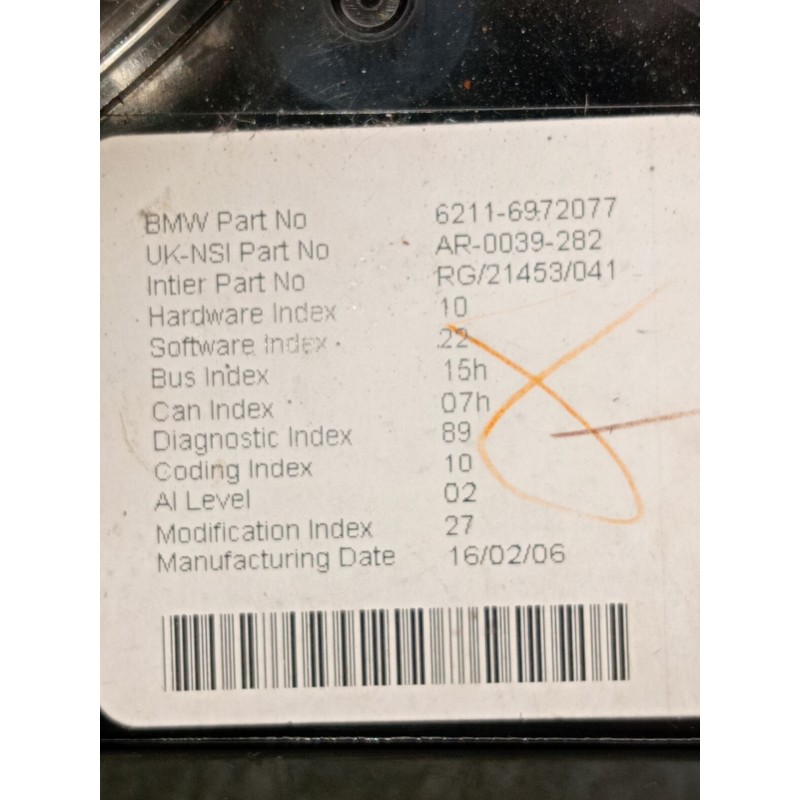 BMW Part No 6211-6972077
UK-NSI Part No AR-0039-282
Intier Part No RG/21453/041
Hardware Index 10
Software Index 22
Bus Index 15h
Can Index 07h
Diagnostic Index 89
Coding Index 10
AI Level 02
Modification Index 27
Manufacturing Date 16/02/06